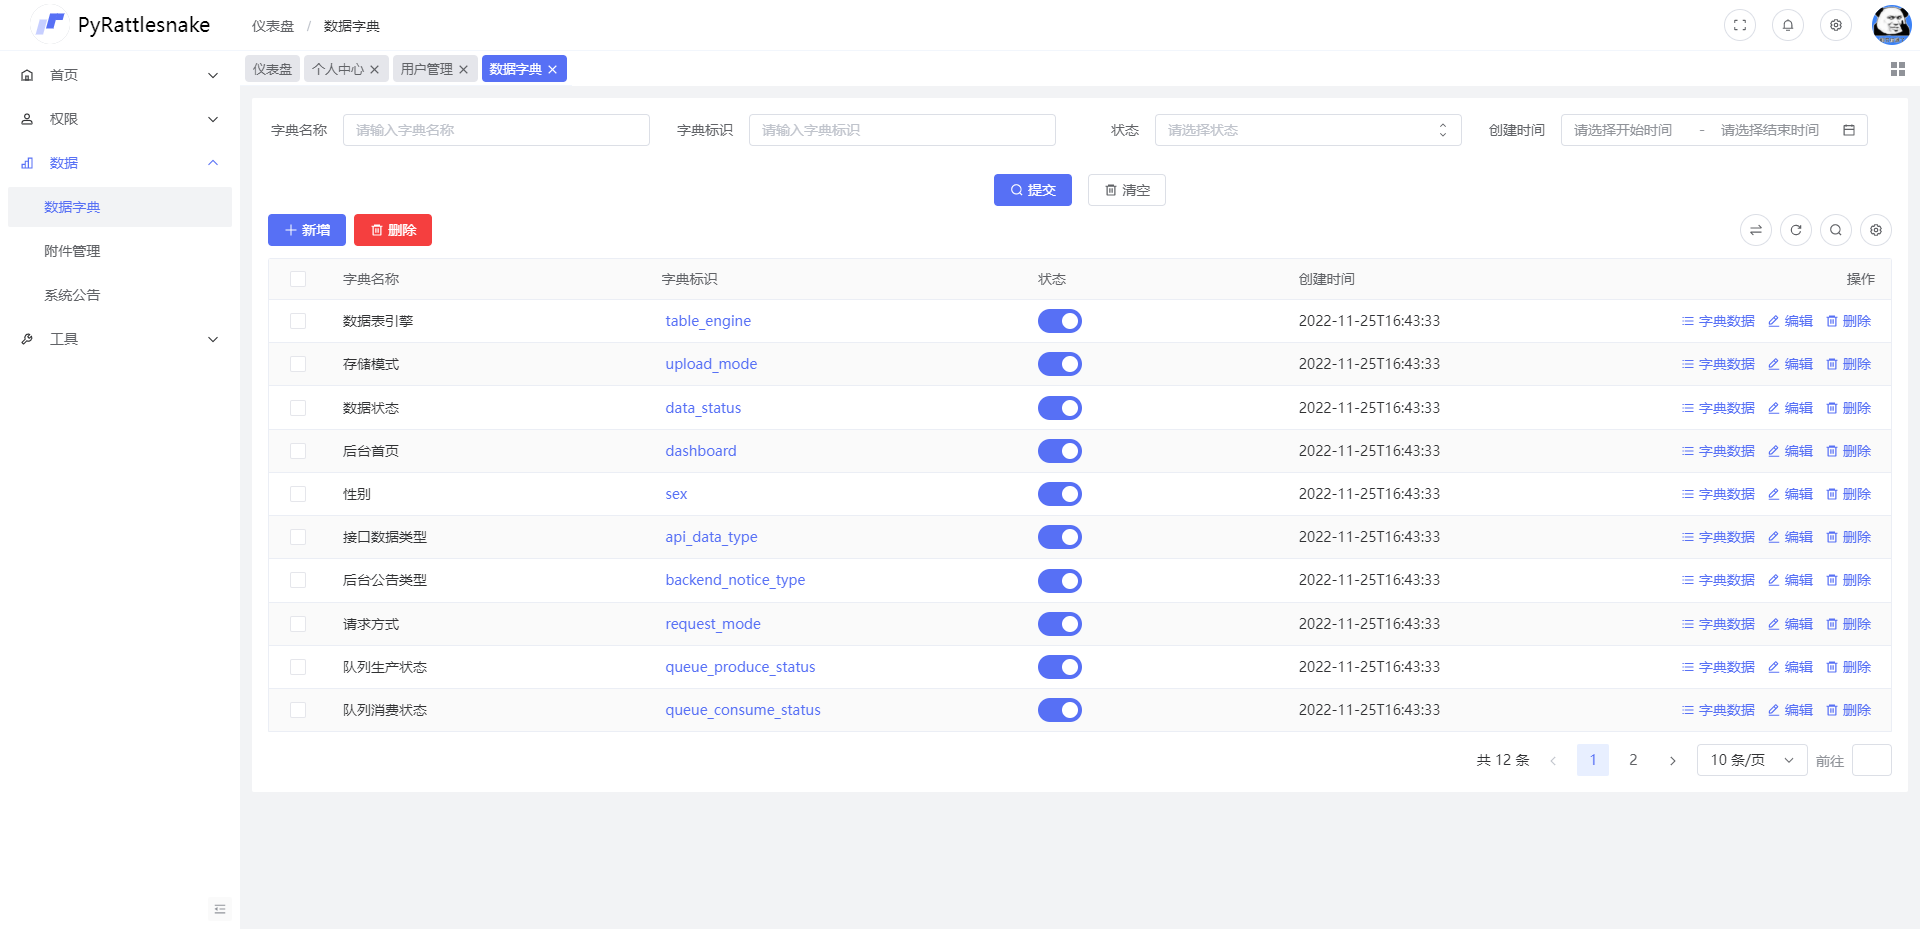 PyRattlesnake
仪表盘 / 数据字典
仪表盘 个人中心 用户管理 数据字典
首页
权限
数据
数据字典
附件管理
系统公告
工具
字典名称 请输入字典名称 字典标识 请输入字典标识 状态 请选择状态 创建时间 请选择开始时间 - 请选择结束时间
提交 清空
新增 删除
字典名称 字典标识 状态 创建时间 操作
数据表引擎 table_engine 2022-11-25T16:43:33 字典数据 编辑 删除
存储模式 upload_mode 2022-11-25T16:43:33 字典数据 编辑 删除
数据状态 data_status 2022-11-25T16:43:33 字典数据 编辑 删除
后台首页 dashboard 2022-11-25T16:43:33 字典数据 编辑 删除
性别 sex 2022-11-25T16:43:33 字典数据 编辑 删除
接口数据类型 api_data_type 2022-11-25T16:43:33 字典数据 编辑 删除
后台公告类型 backend_notice_type 2022-11-25T16:43:33 字典数据 编辑 删除
请求方式 request_mode 2022-11-25T16:43:33 字典数据 编辑 删除
队列生产状态 queue_produce_status 2022-11-25T16:43:33 字典数据 编辑 删除
队列消费状态 queue_consume_status 2022-11-25T16:43:33 字典数据 编辑 删除
共 12 条 1 2 10 条/页 前往